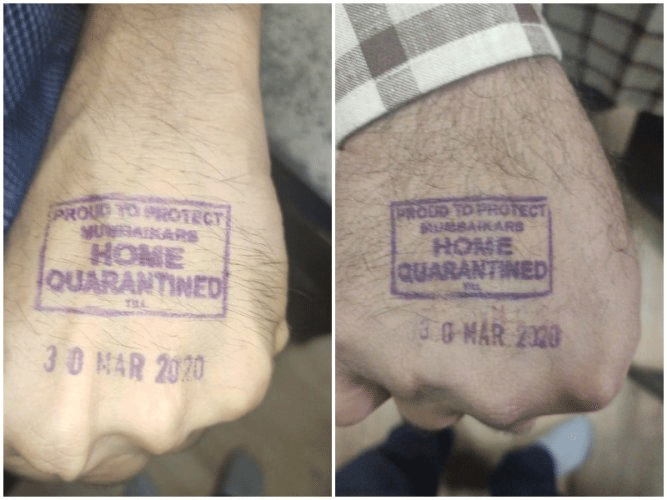 PROUD TO PROTECT
MUMBAIKARS
HOME
QUARANTINED
TILL
30 MAR 2020
PROUD TO PROTECT
MUMBAIKARS
HOME
QUARANTINED
TILL
30 MAR 2020